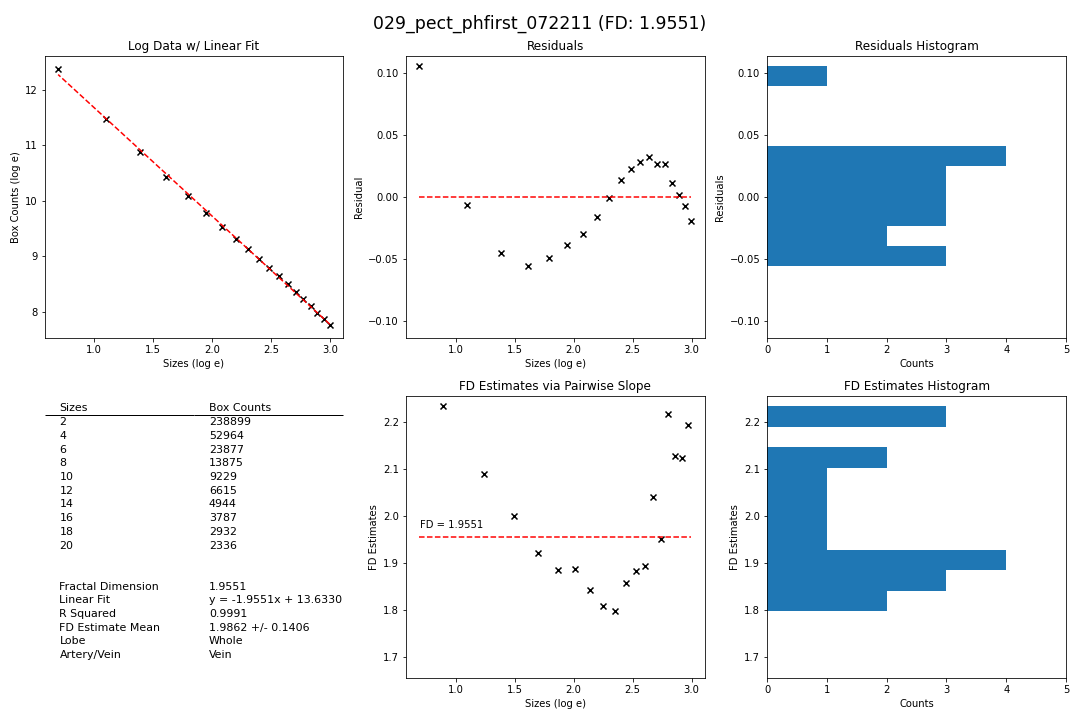 029_pect_phfirst_072211 (FD: 1.9551)
Log Data w/ Linear Fit
Box Counts (log e)
12
11
10
9
8
1.0 1.5 2.0 2.5 3.0
Sizes (log e)
Residuals
Residual
0.10
0.05
0.00
−0.05
−0.10
1.0 1.5 2.0 2.5 3.0
Sizes (log e)
Residuals Histogram
Residuals
0.10
0.05
0.00
−0.05
−0.10
0 1 2 3 4 5
Counts
Sizes Box Counts
2 238899
4 52964
6 23877
8 13875
10 9229
12 6615
14 4944
16 3787
18 2932
20 2336
Fractal Dimension 1.9551
Linear Fit y = -1.9551x + 13.6330
R Squared 0.9991
FD Estimate Mean 1.9862 +/- 0.1406
Lobe Whole
Artery/Vein Vein
FD Estimates via Pairwise Slope
FD Estimates
2.2
2.1
2.0
1.9
1.8
1.7
FD = 1.9551
1.0 1.5 2.0 2.5 3.0
Sizes (log e)
FD Estimates Histogram
FD Estimates
2.2
2.1
2.0
1.9
1.8
1.7
0 1 2 3 4 5
Counts